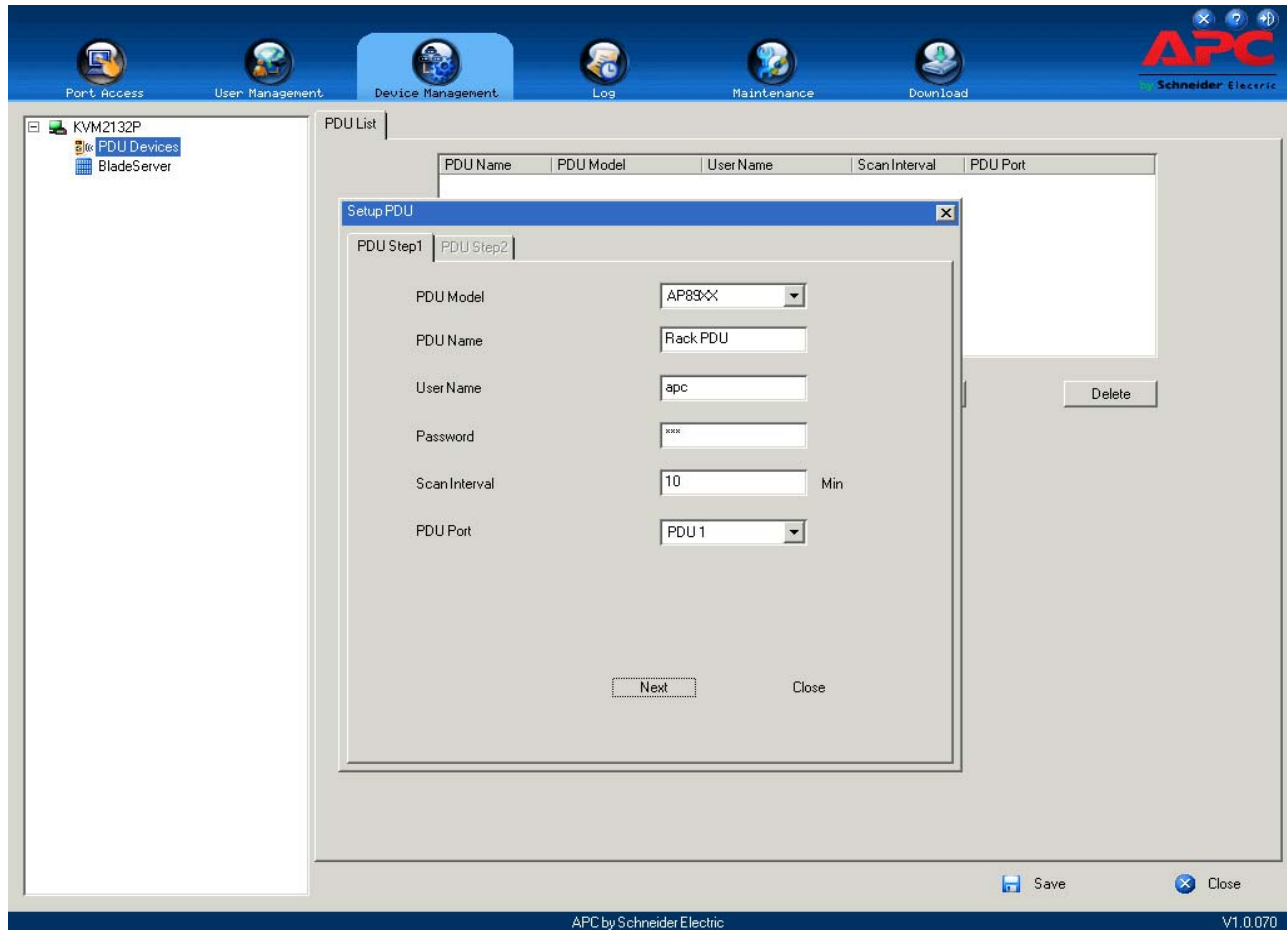 APC
by Schneider Electric
Port Access User Management Device Management Log Maintenance Download
KVM2132P
PDU Devices
BladeServer
PDU List
PDU Name PDU Model User Name Scan Interval PDU Port
Setup PDU
PDU Step1 PDU Step2
PDU Model AP89XX
PDU Name Rack PDU
User Name apc
Password ***
Scan Interval 10 Min
PDU Port PDU 1
Delete
Next Close
Save Close
APC by Schneider Electric V1.0.070